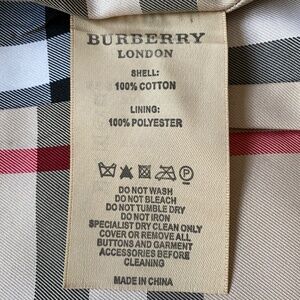 BURBERRY
LONDON
SHELL:
100% COTTON
LINING:
100% POLYESTER
P
DO NOT WASH
DO NOT BLEACH
DO NOT TUMBLE DRY
DO NOT IRON
SPECIALIST DRY CLEAN ONLY
COVER OR REMOVE ALL
BUTTONS AND GARMENT
ACCESSORIES BEFORE
CLEANING
MADE IN CHINA